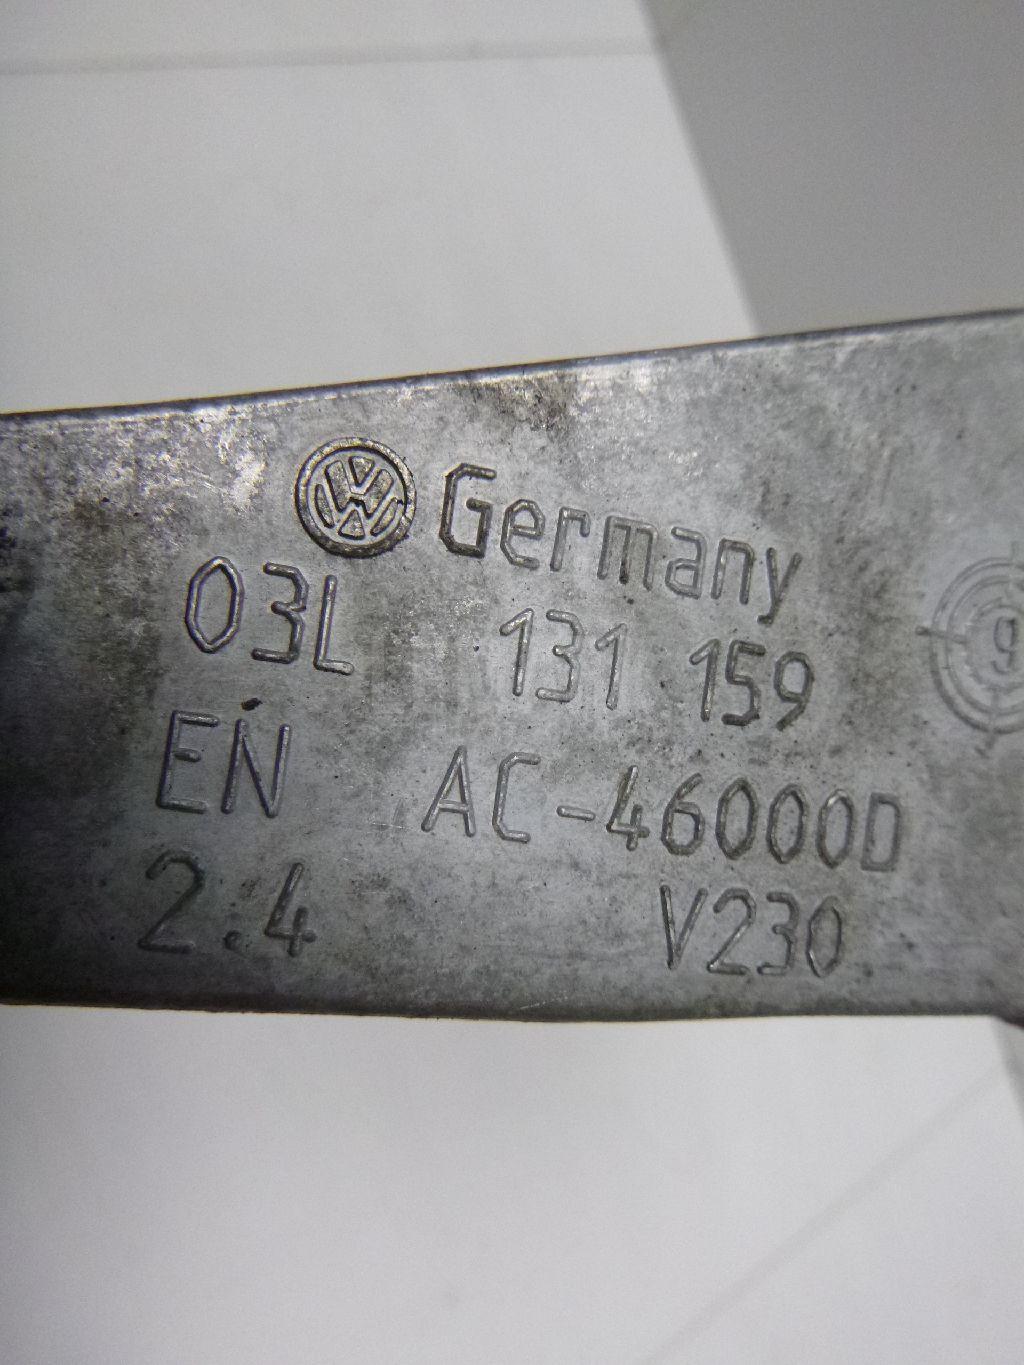 VW Germany
03L 131 159
EN AC-46000D
2.4 V230
9